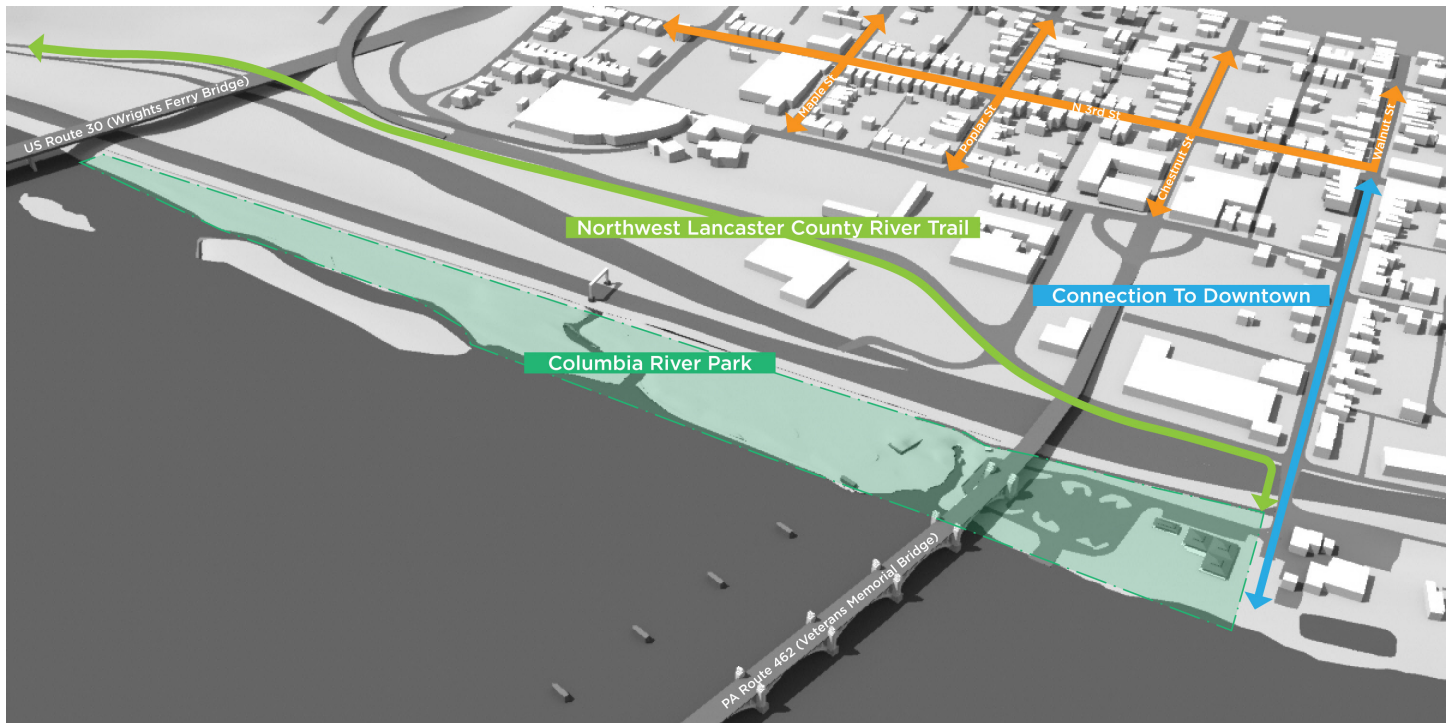 US Route 30 (Wrights Ferry Bridge)
Maple St
Poplar St
N 3rd St
Chestnut St
Walnut St
Northwest Lancaster County River Trail
Connection To Downtown
Columbia River Park
PA Route 462 (Veterans Memorial Bridge)